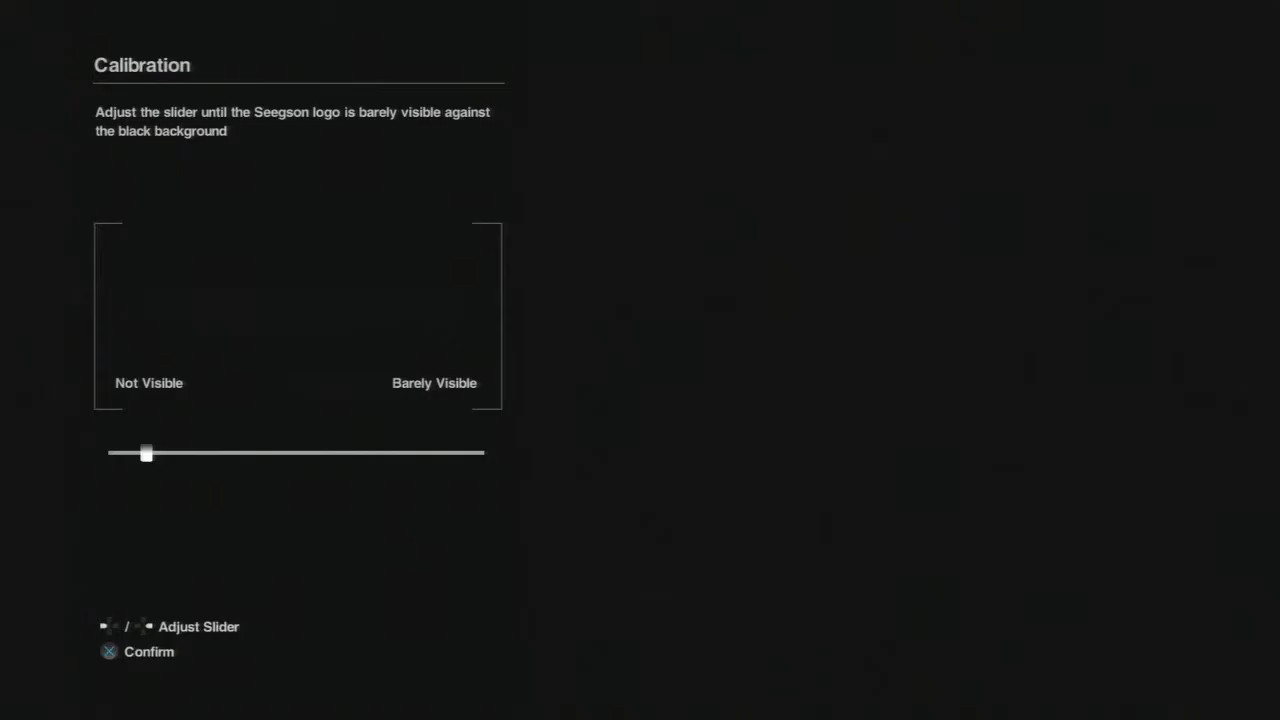 Calibration
Adjust the slider until the Seegson logo is barely visible against
the black background
Not Visible
Barely Visible
/ Adjust Slider
Confirm